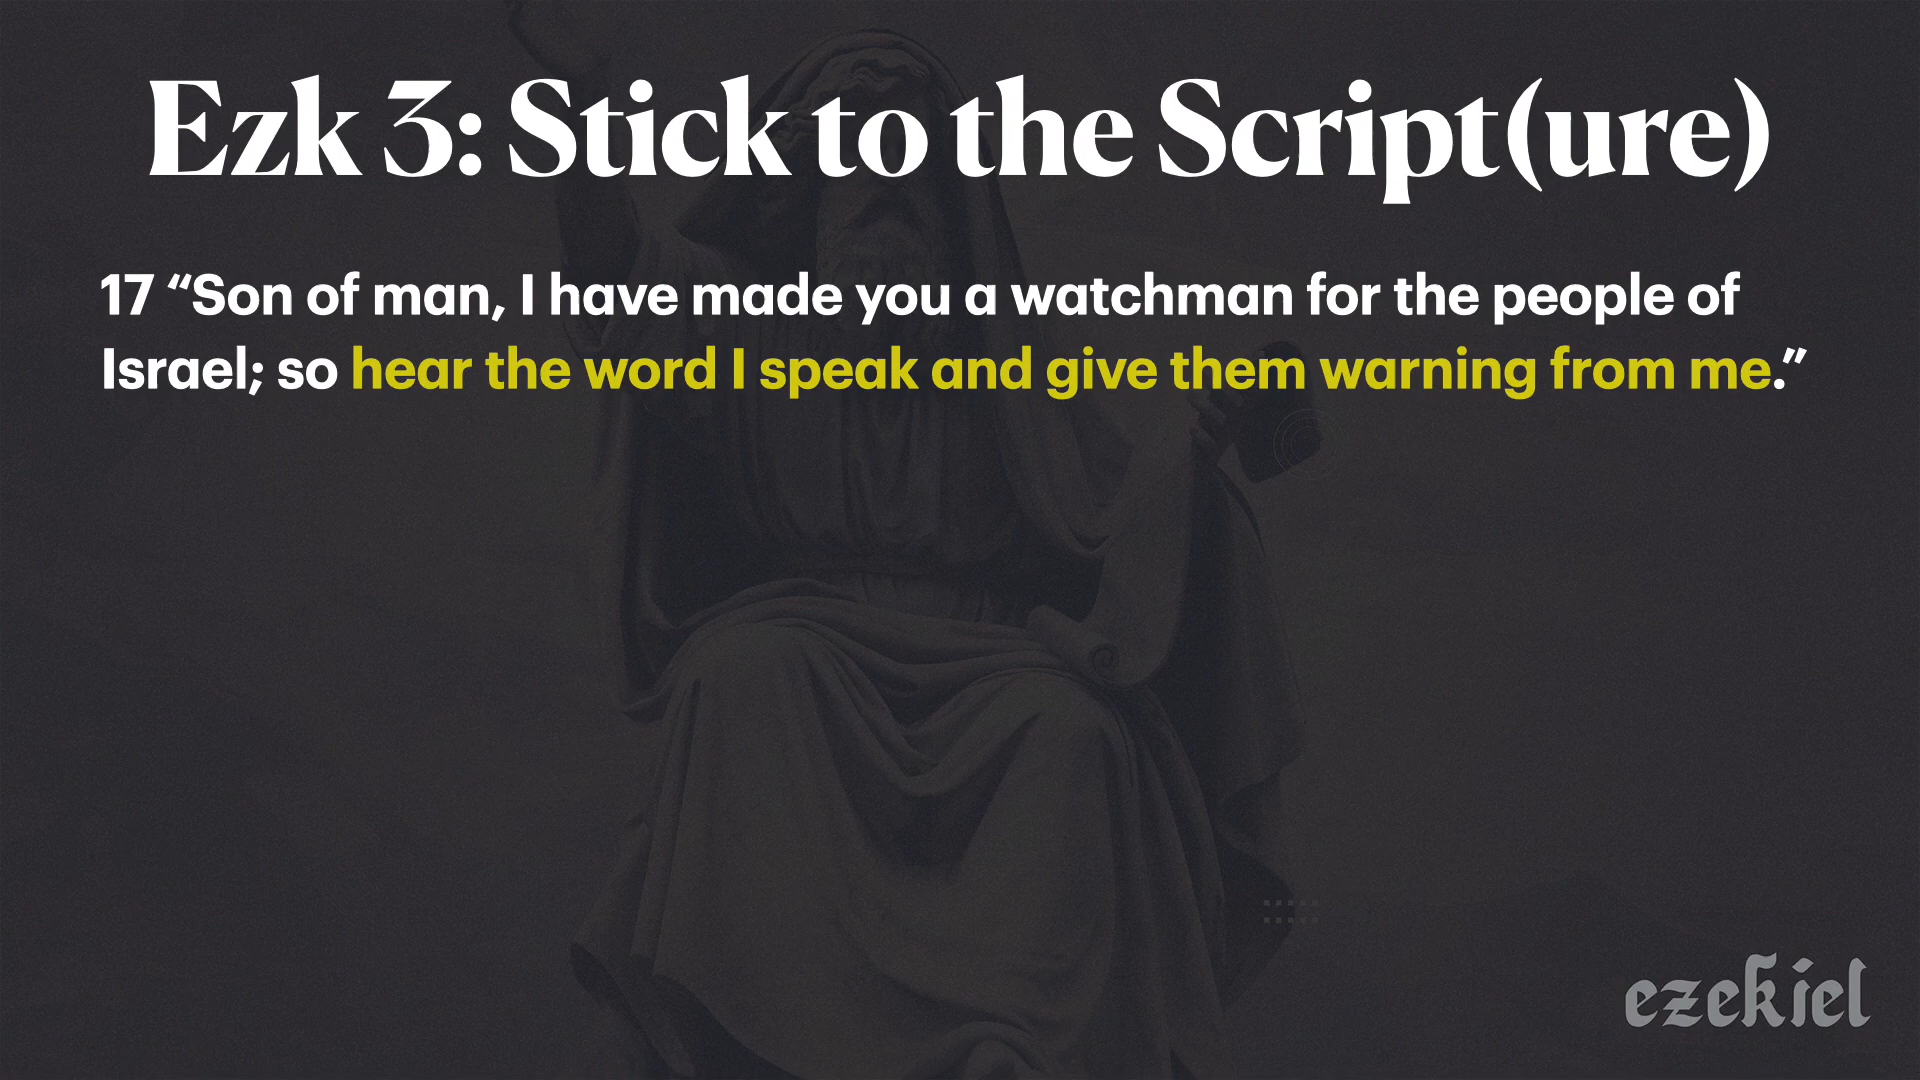 Ezk 3: Stick to the Script(ure)
17 “Son of man, I have made you a watchman for the people of
Israel; so hear the word I speak and give them warning from me.”
ezekiel